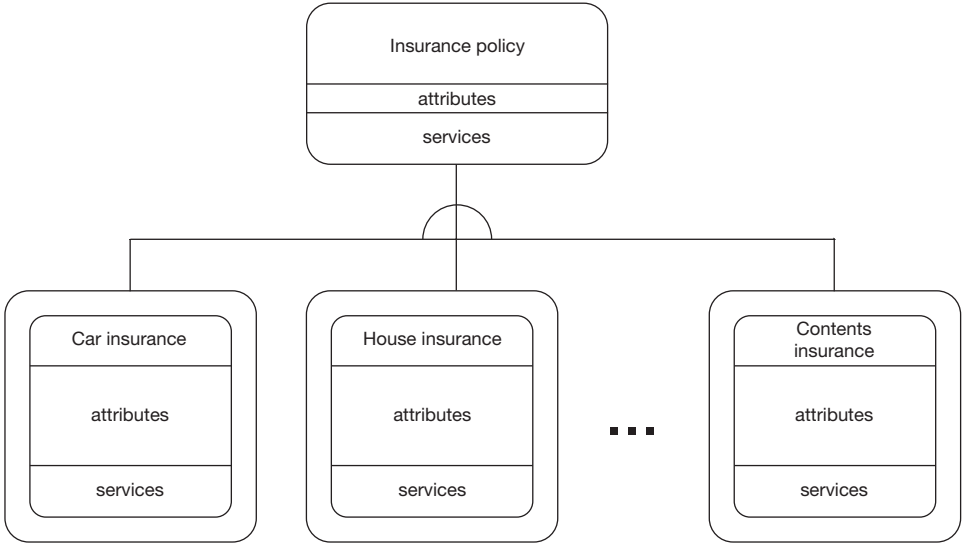 Insurance policy
attributes
services
Car insurance
attributes
services
House insurance
attributes
services
Contents
insurance
attributes
services